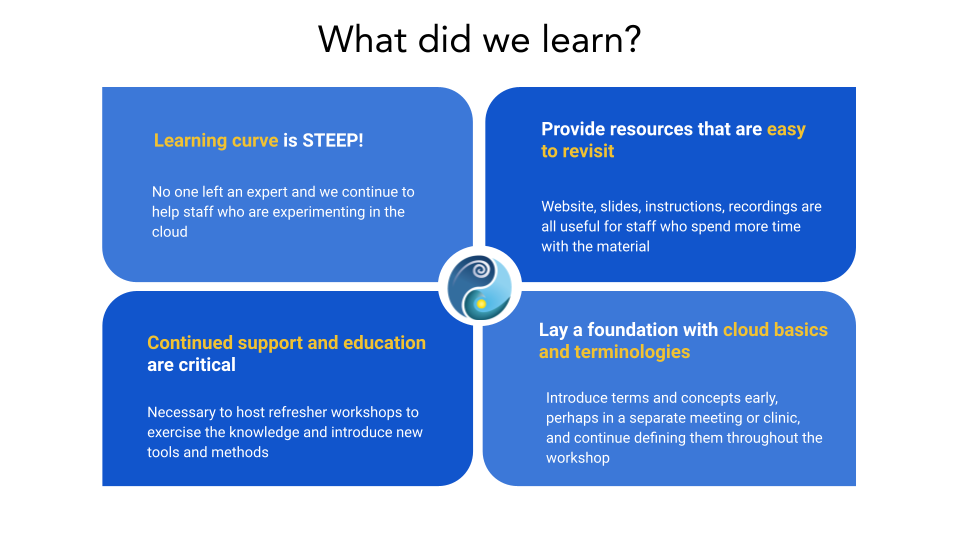 What did we learn?
Learning curve is STEEP!
No one left an expert and we continue to
help staff who are experimenting in the
cloud
Provide resources that are easy
to revisit
Website, slides, instructions, recordings are
all useful for staff who spend more time
with the material
Continued support and education
are critical
Necessary to host refresher workshops to
exercise the knowledge and introduce new
tools and methods
Lay a foundation with cloud basics
and terminologies
Introduce terms and concepts early,
perhaps in a separate meeting or clinic,
and continue defining them throughout the
workshop